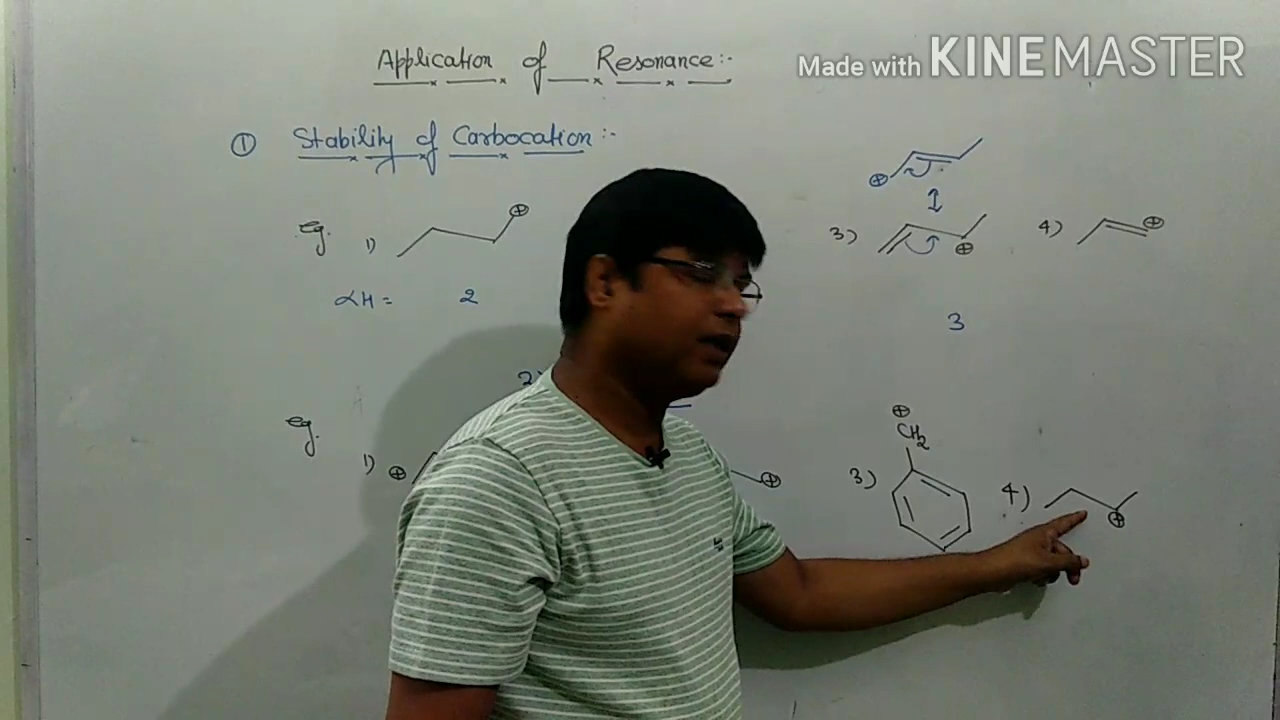 Made with KINEMASTER
Application of Resonance:-
① Stability of Carbocation:-
eg. 1) ⊕
⊕
3) ⊕
4) ⊕
αH = 2
3
2)
eg. 1) ⊕
⊕
3) ⊕
CH2
4) ⊕